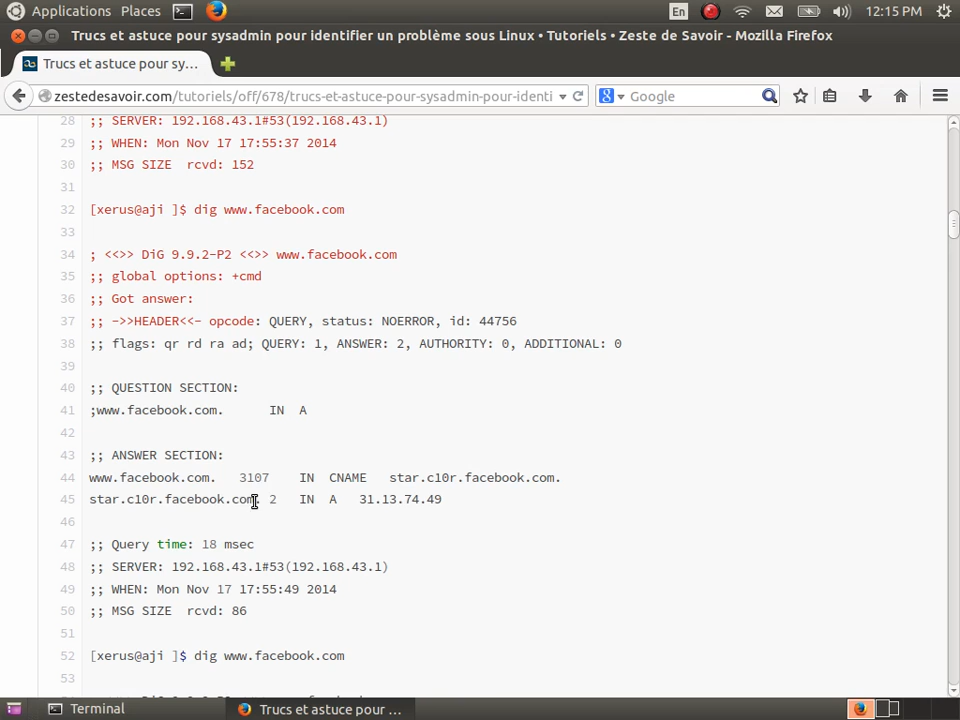 Applications Places En 12:15 PM
Trucs et astuce pour sysadmin pour identifier un problème sous Linux • Tutoriels • Zeste de Savoir - Mozilla Firefox
Trucs et astuce pour sy...
zestedesavoir.com/tutoriels/off/678/trucs-et-astuce-pour-sysadmin-pour-identi Google
28 ;; SERVER: 192.168.43.1#53(192.168.43.1)
29 ;; WHEN: Mon Nov 17 17:55:37 2014
30 ;; MSG SIZE rcvd: 152
31
32 [xerus@aji ]$ dig www.facebook.com
33
34 ; <<>> DiG 9.9.2-P2 <<>> www.facebook.com
35 ;; global options: +cmd
36 ;; Got answer:
37 ;; ->>HEADER<<- opcode: QUERY, status: NOERROR, id: 44756
38 ;; flags: qr rd ra ad; QUERY: 1, ANSWER: 2, AUTHORITY: 0, ADDITIONAL: 0
39
40 ;; QUESTION SECTION:
41 ;www.facebook.com. IN A
42
43 ;; ANSWER SECTION:
44 www.facebook.com. 3107 IN CNAME star.c10r.facebook.com.
45 star.c10r.facebook.com. 2 IN A 31.13.74.49
46
47 ;; Query time: 18 msec
48 ;; SERVER: 192.168.43.1#53(192.168.43.1)
49 ;; WHEN: Mon Nov 17 17:55:49 2014
50 ;; MSG SIZE rcvd: 86
51
52 [xerus@aji ]$ dig www.facebook.com
53
Terminal Trucs et astuce pour ...